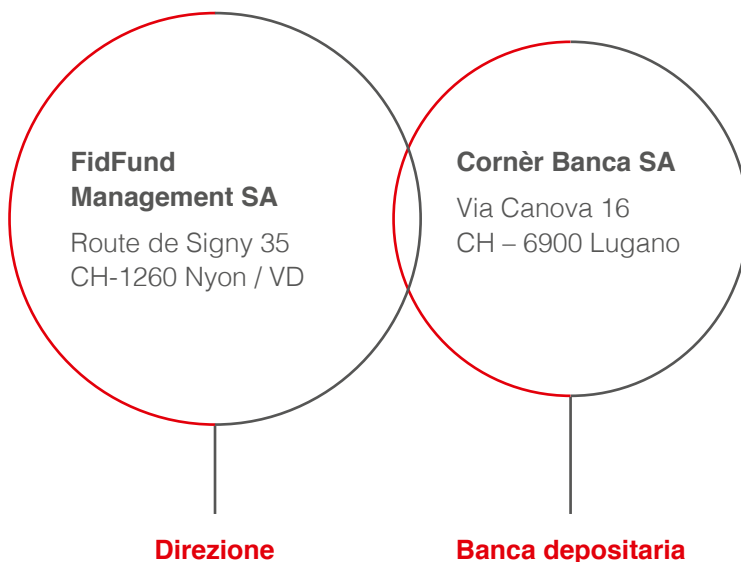 FidFund
Management SA
Route de Signy 35
CH-1260 Nyon / VD
Cornèr Banca SA
Via Canova 16
CH – 6900 Lugano
Direzione
Banca depositaria